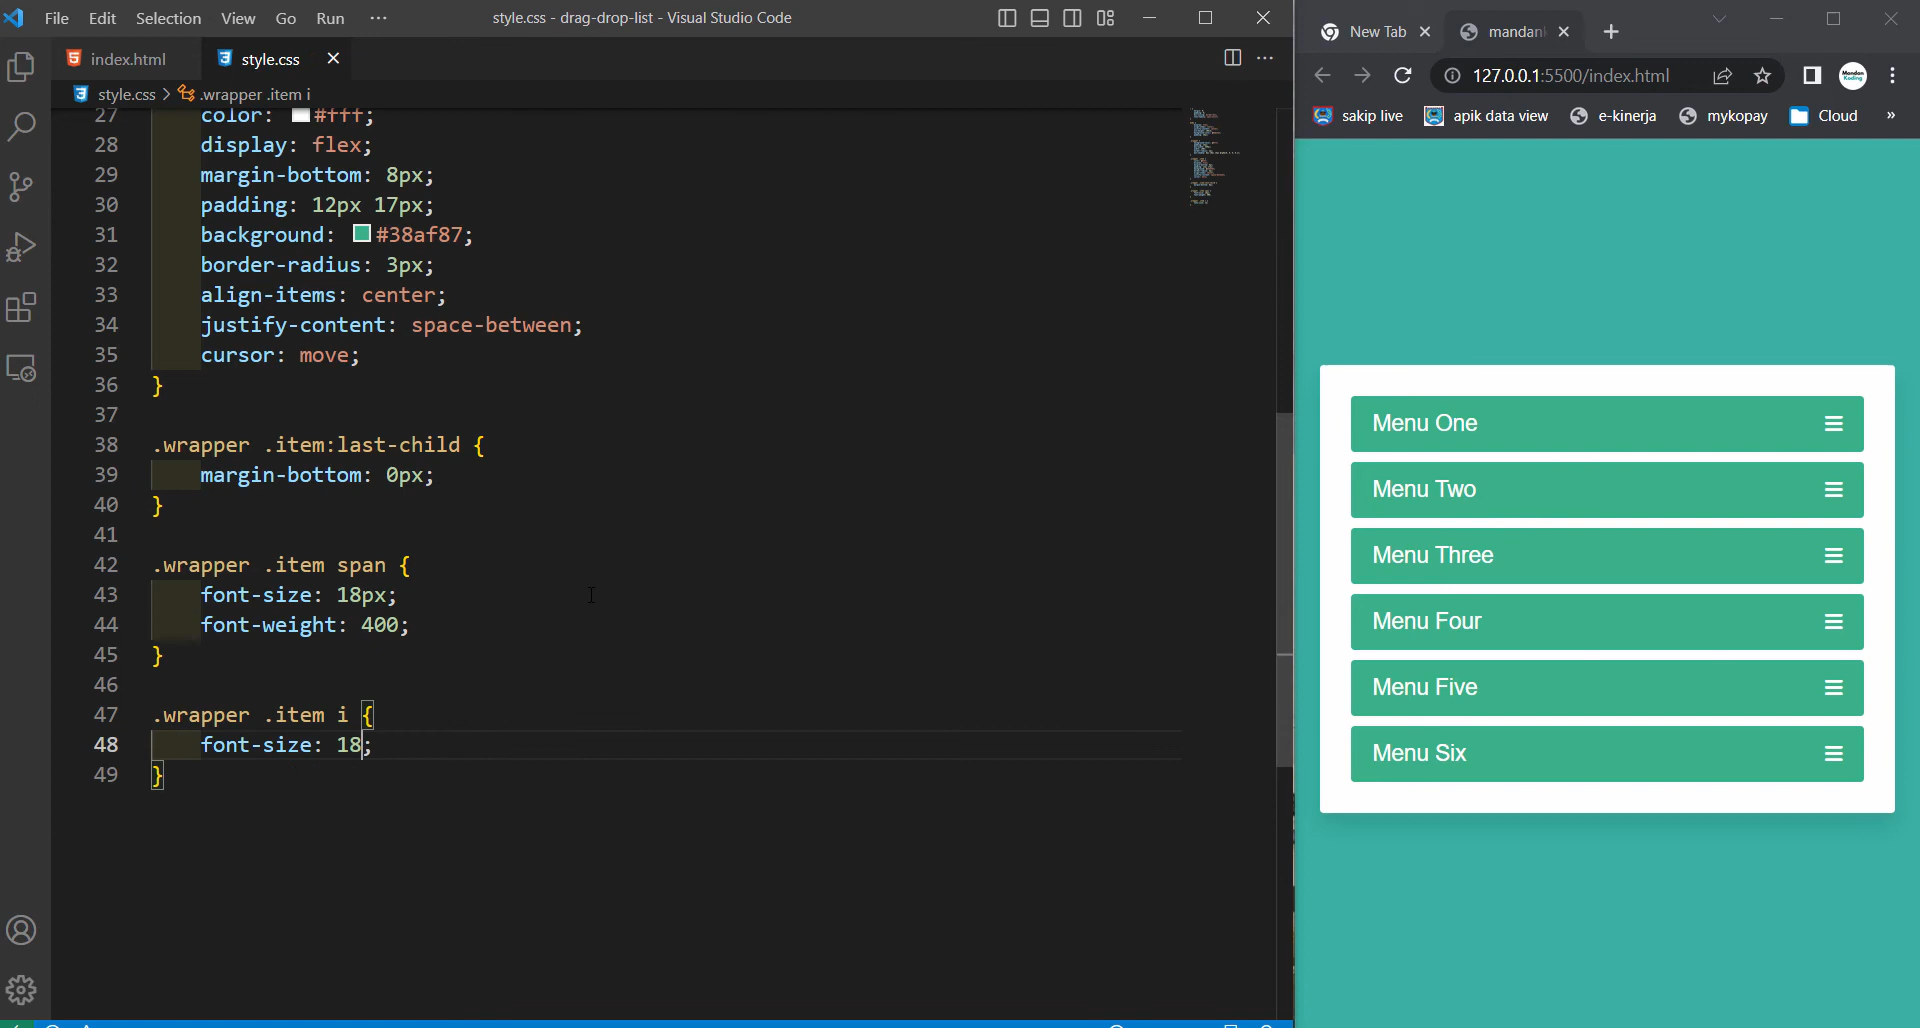 File Edit Selection View Go Run ··· style.css - drag-drop-list - Visual Studio Code
index.html style.css
style.css > .wrapper .item i
27 color: #fff;
28 display: flex;
29 margin-bottom: 8px;
30 padding: 12px 17px;
31 background: #38af87;
32 border-radius: 3px;
33 align-items: center;
34 justify-content: space-between;
35 cursor: move;
36 }
37
38 .wrapper .item:last-child {
39 margin-bottom: 0px;
40 }
41
42 .wrapper .item span {
43 font-size: 18px;
44 font-weight: 400;
45 }
46
47 .wrapper .item i {
48 font-size: 18;
49 }
New Tab mandank
127.0.0.1:5500/index.html
Mandan
Koding
sakip live apik data view e-kinerja mykopay Cloud »
Menu One
Menu Two
Menu Three
Menu Four
Menu Five
Menu Six